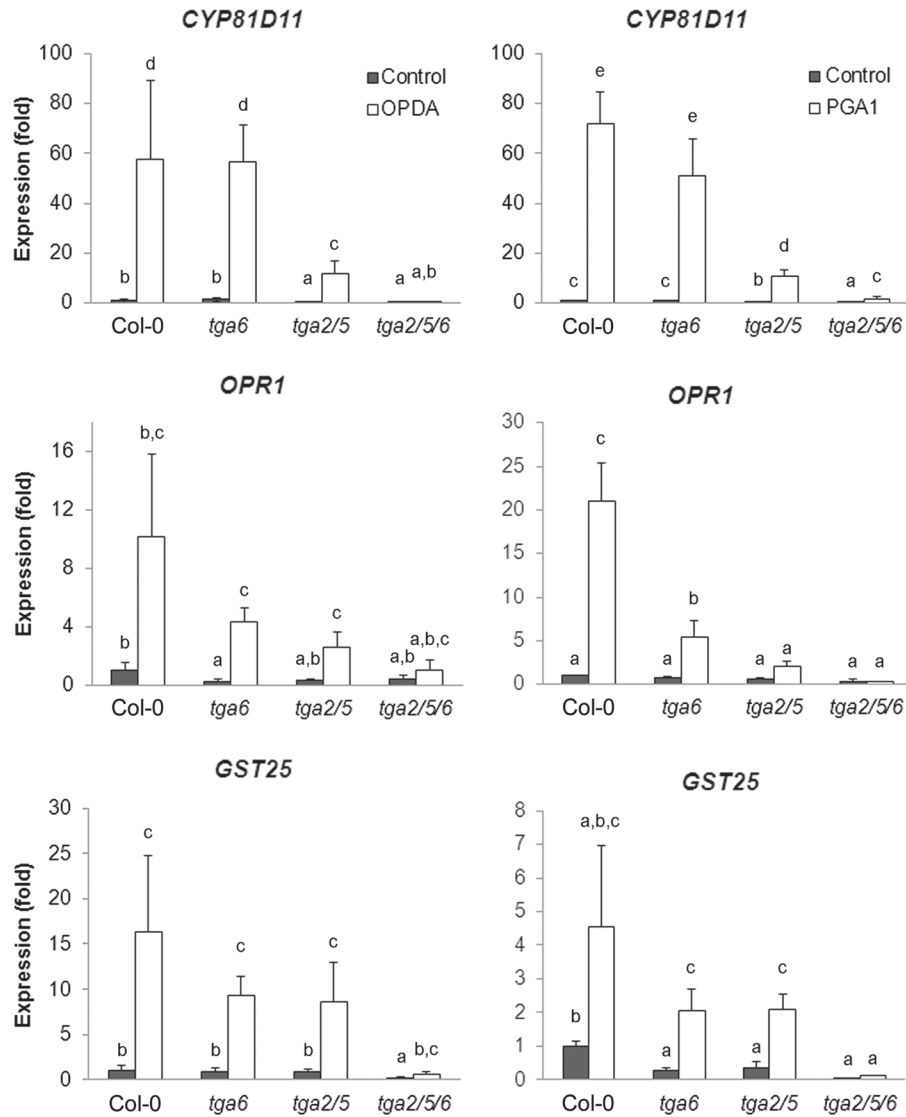 CYP81D11
Expression (fold)
100
80
60
40
20
0
Control
OPDA
b
d
b
d
a
c
a
a,b
Col-0
tga6
tga2/5
tga2/5/6
CYP81D11
100
80
60
40
20
0
Control
PGA1
c
e
c
e
b
d
a
c
Col-0
tga6
tga2/5
tga2/5/6
OPR1
Expression (fold)
16
12
8
4
0
b
b,c
a
c
a,b
c
a,b
a,b,c
Col-0
tga6
tga2/5
tga2/5/6
OPR1
30
25
20
15
10
5
0
a
c
a
b
a
a
a
a
Col-0
tga6
tga2/5
tga2/5/6
GST25
Expression (fold)
30
25
20
15
10
5
0
b
c
b
c
b
c
a
b,c
Col-0
tga6
tga2/5
tga2/5/6
GST25
8
7
6
5
4
3
2
1
0
b
a,b,c
a
c
a
c
a
a
Col-0
tga6
tga2/5
tga2/5/6